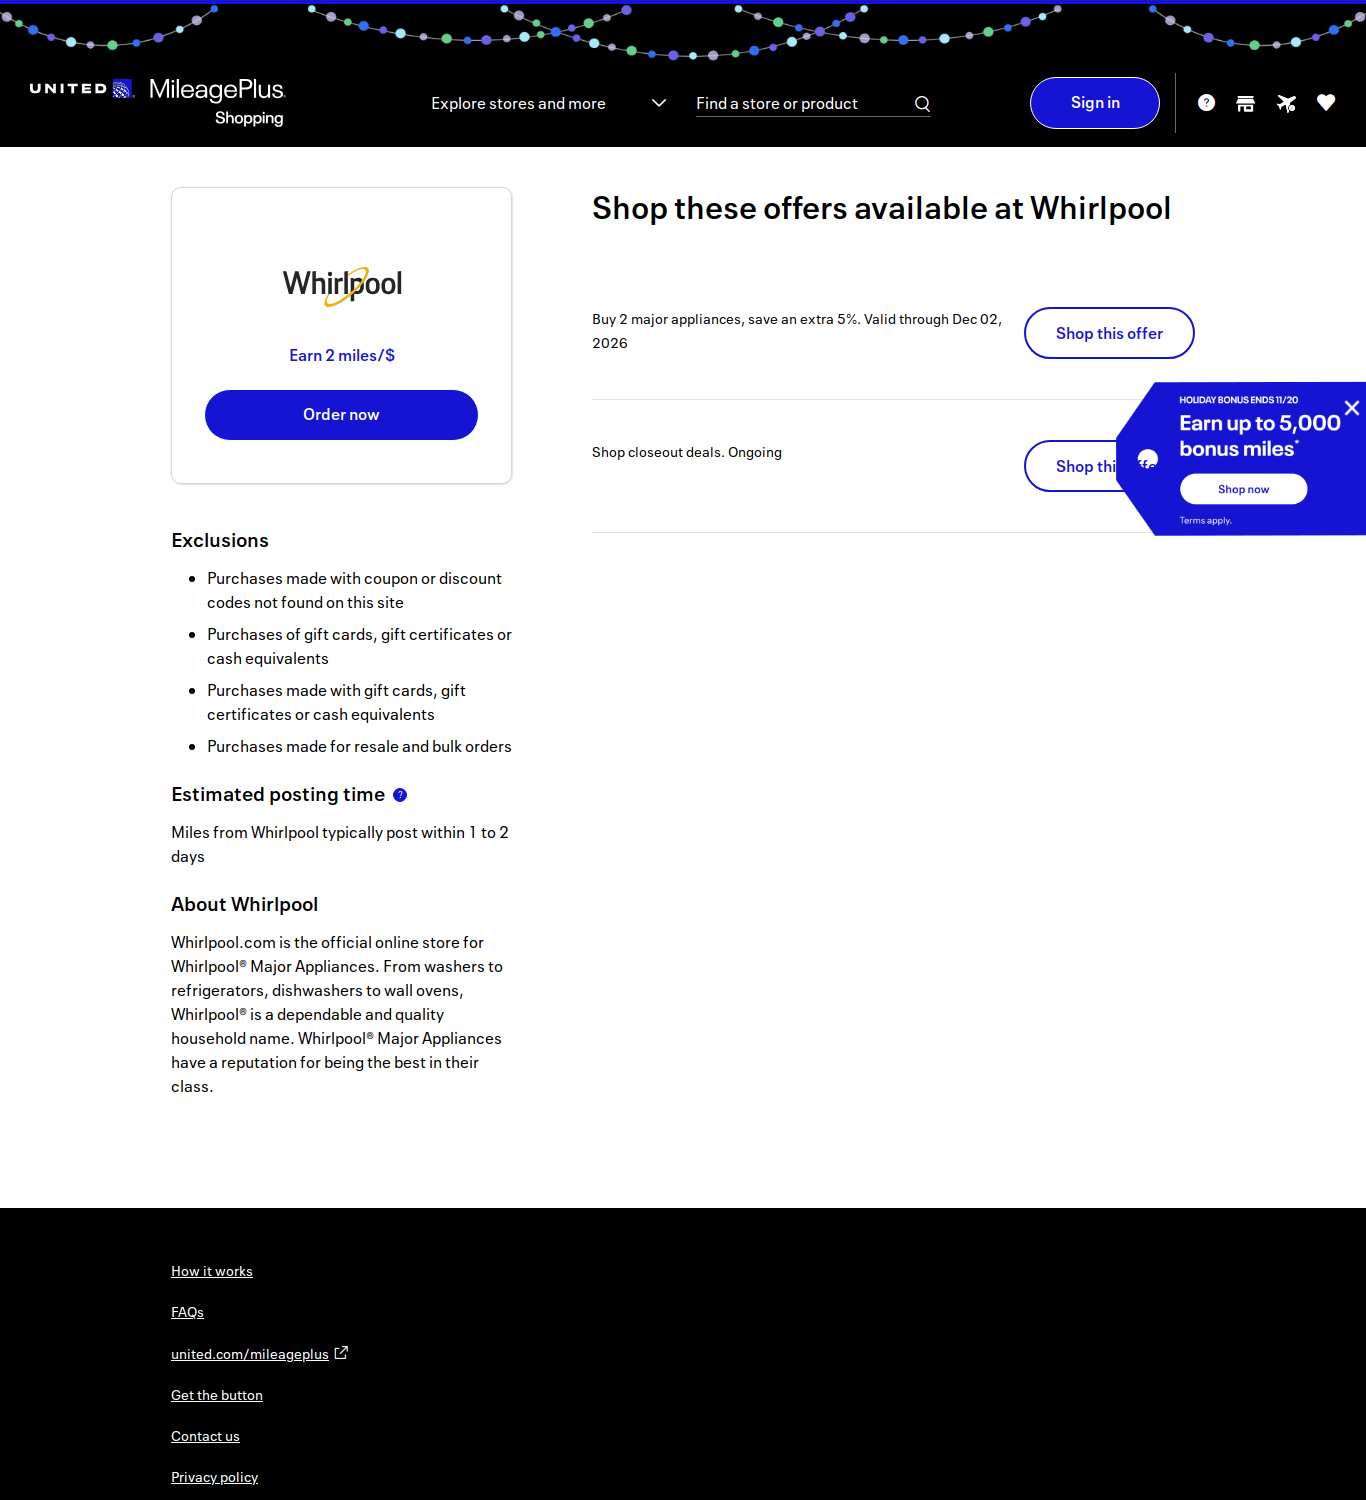 UNITED MileagePlus
Shopping
Explore stores and more
Find a store or product
Sign in
Whirlpool
Earn 2 miles/$
Order now
Exclusions
Purchases made with coupon or discount
codes not found on this site
Purchases of gift cards, gift certificates or
cash equivalents
Purchases made with gift cards, gift
certificates or cash equivalents
Purchases made for resale and bulk orders
Estimated posting time ?
Miles from Whirlpool typically post within 1 to 2
days
About Whirlpool
Whirlpool.com is the official online store for
Whirlpool® Major Appliances. From washers to
refrigerators, dishwashers to wall ovens,
Whirlpool® is a dependable and quality
household name. Whirlpool® Major Appliances
have a reputation for being the best in their
class.
Shop these offers available at Whirlpool
Buy 2 major appliances, save an extra 5%. Valid through Dec 02,
2026
Shop this offer
Shop closeout deals. Ongoing
Shop this offer
HOLIDAY BONUS ENDS 11/20
Earn up to 5,000
bonus miles*
Shop now
Terms apply.
How it works
FAQs
united.com/mileageplus
Get the button
Contact us
Privacy policy